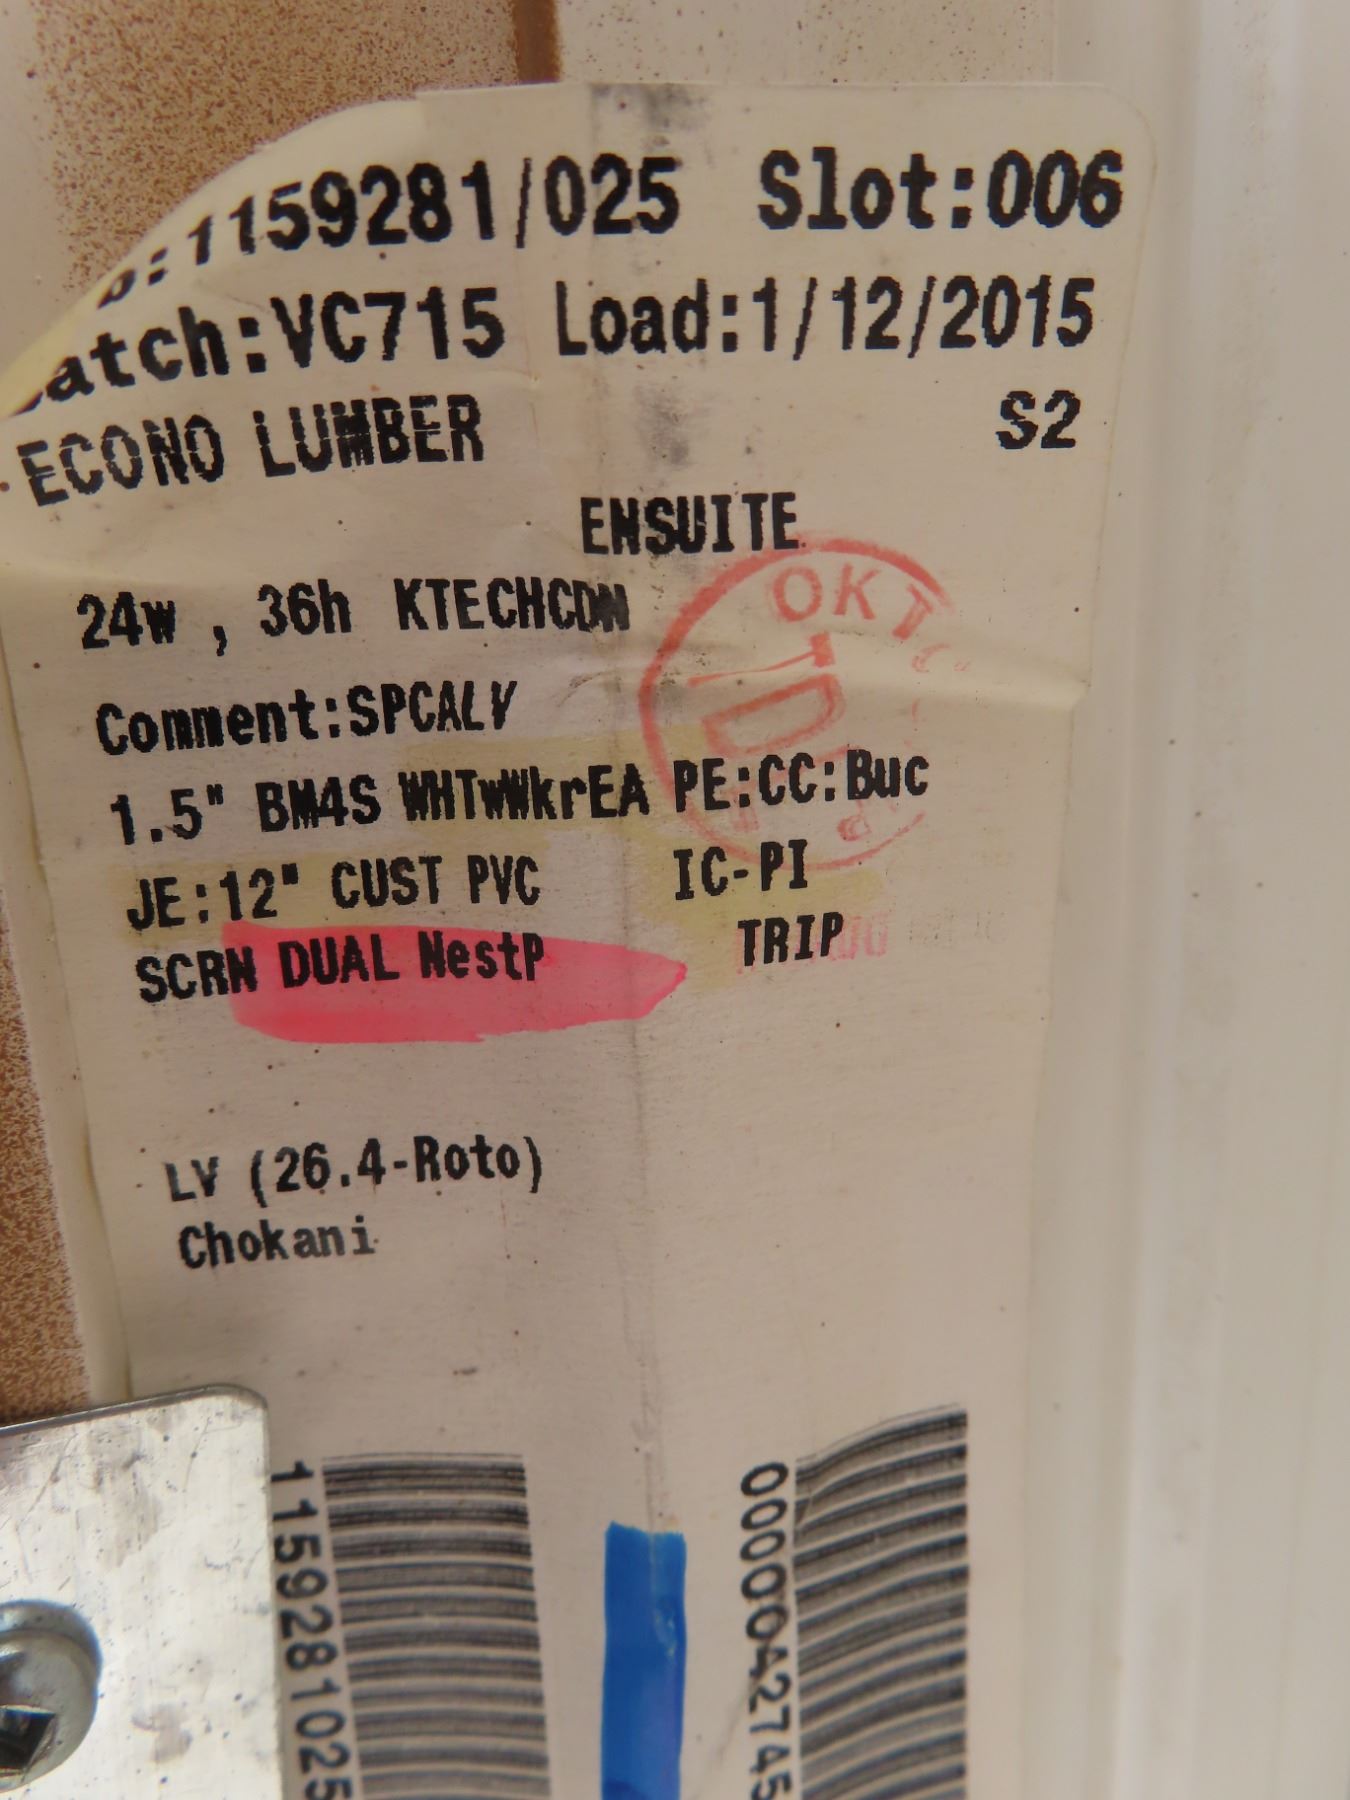 b:1159281/025 Slot:006
atch:VC715 Load:1/12/2015
ECONO LUMBER S2
ENSUITE
24w , 36h KTECHCDN
Comment:SPCALV
1.5" BM4S WHTwWkrEA PE:CC:Buc
JE:12" CUST PVC IC-PI
SCRN DUAL NestP TRIP
LV (26.4-Roto)
Chokani
1159281025
0000042745
OKT